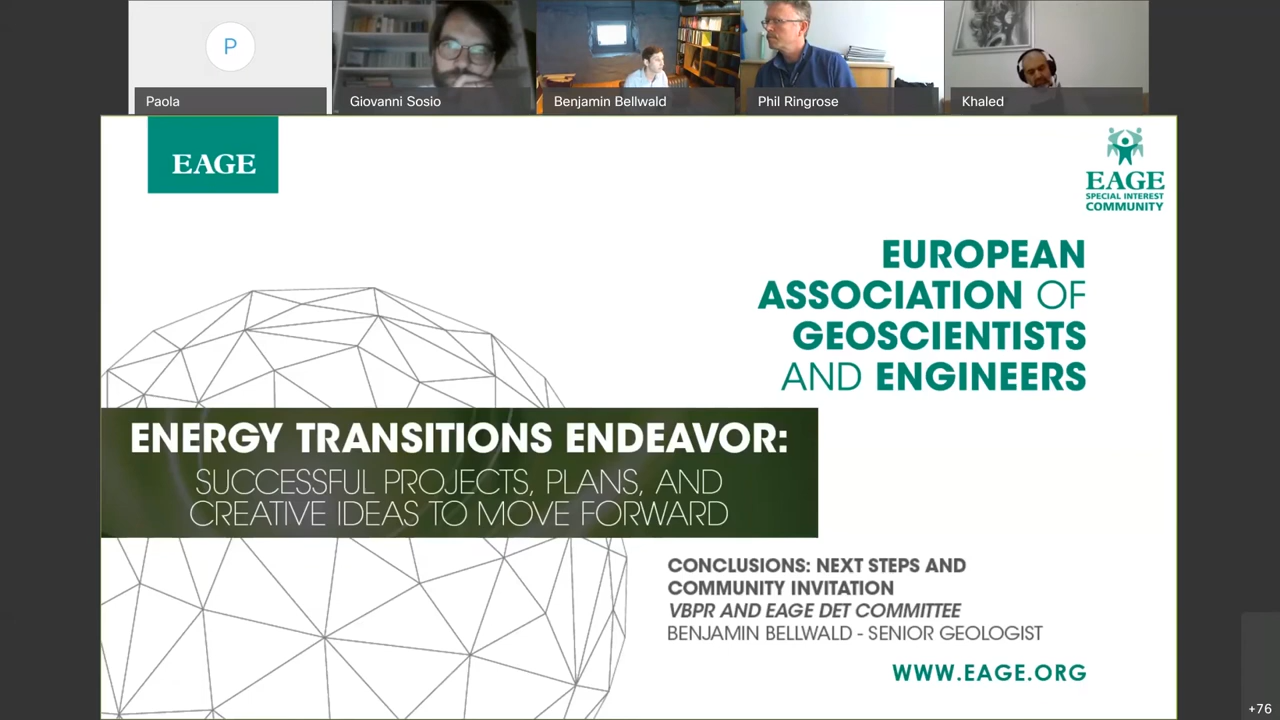 P
Paola
Giovanni Sosio
Benjamin Bellwald
Phil Ringrose
Khaled
EAGE
EAGE
SPECIAL INTEREST
COMMUNITY
EUROPEAN
ASSOCIATION OF
GEOSCIENTISTS
AND ENGINEERS
ENERGY TRANSITIONS ENDEAVOR:
SUCCESSFUL PROJECTS, PLANS, AND
CREATIVE IDEAS TO MOVE FORWARD
CONCLUSIONS: NEXT STEPS AND
COMMUNITY INVITATION
VBPR AND EAGE DET COMMITTEE
BENJAMIN BELLWALD - SENIOR GEOLOGIST
WWW.EAGE.ORG
+76